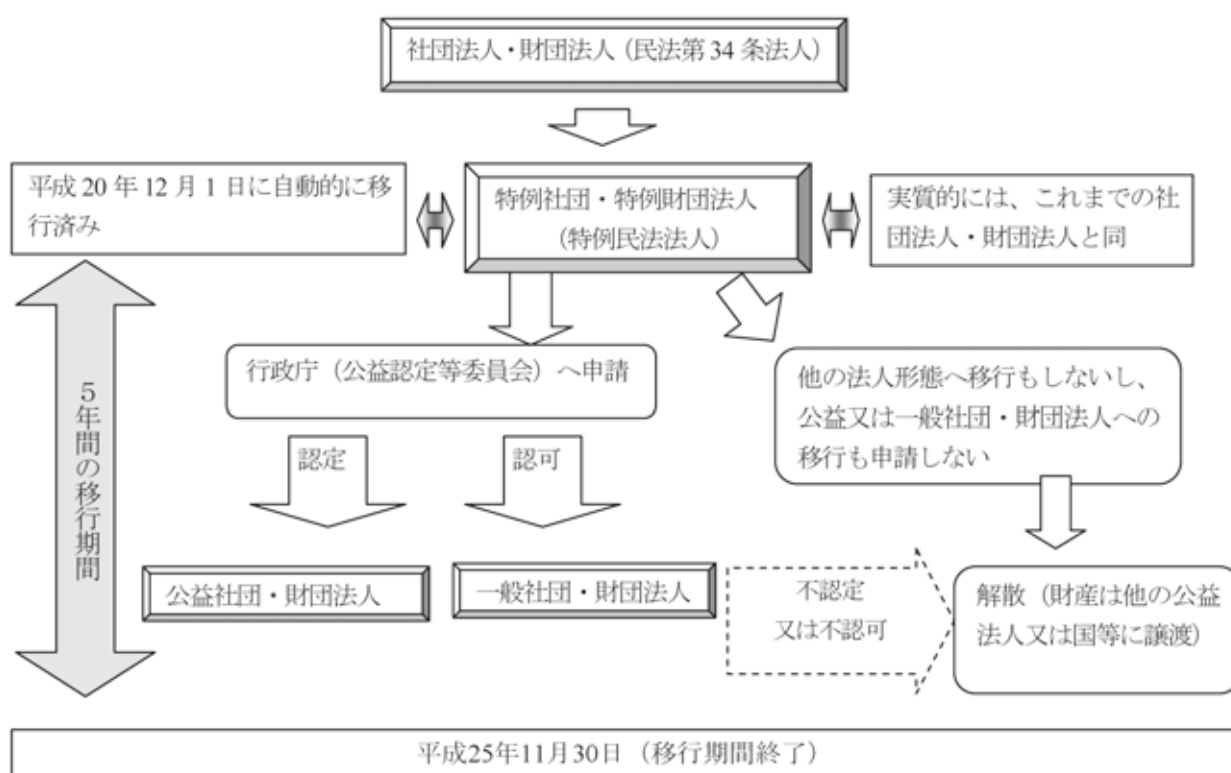 社団法人・財団法人（民法第34条法人）
平成20年12月1日に自動的に移
行済み
特例社団・特例財団法人
（特例民法法人）
実質的には、これまでの社
団法人・財団法人と同
行政庁（公益認定等委員会）へ申請
他の法人形態へ移行もしないし、
公益又は一般社団・財団法人への
移行も申請しない
5年間の移行期間
認定
認可
公益社団・財団法人
一般社団・財団法人
不認定
又は不認可
解散（財産は他の公益
法人又は国等に譲渡）
平成25年11月30日（移行期間終了）